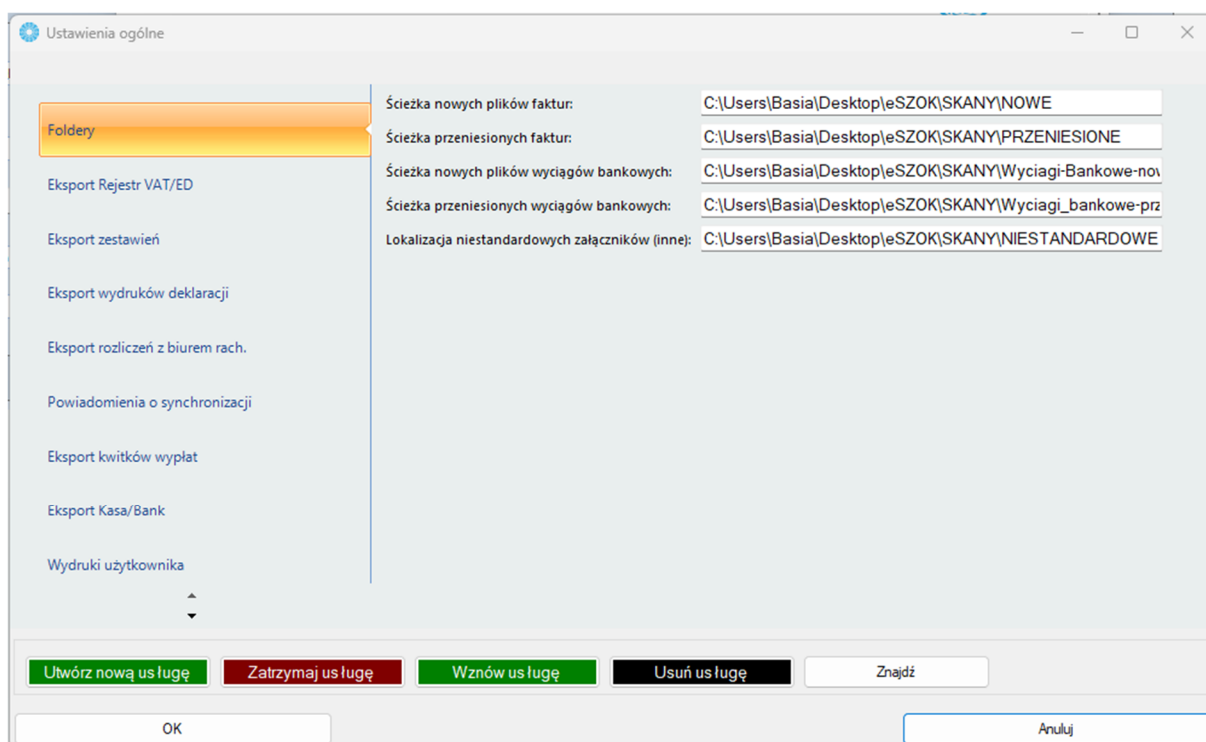 Ustawienia ogólne
Foldery
Eksport Rejestr VAT/ED
Eksport zestawień
Eksport wydruków deklaracji
Eksport rozliczeń z biurem rach.
Powiadomienia o synchronizacji
Eksport kwitków wypłat
Eksport Kasa/Bank
Wydruki użytkownika
Ścieżka nowych plików faktur: C:\Users\Basia\Desktop\eSZOK\SKANY\NOWE
Ścieżka przeniesionych faktur: C:\Users\Basia\Desktop\eSZOK\SKANY\PRZENIESIONE
Ścieżka nowych plików wyciągów bankowych: C:\Users\Basia\Desktop\eSZOK\SKANY\Wyciagi-Bankowe-now
Ścieżka przeniesionych wyciągów bankowych: C:\Users\Basia\Desktop\eSZOK\SKANY\Wyciagi_bankowe-prz
Lokalizacja niestandardowych załączników (inne): C:\Users\Basia\Desktop\eSZOK\SKANY\NIESTANDARDOWE
Utwórz nową usługę Zatrzymaj usługę Wznów usługę Usuń usługę Znajdź
OK Anuluj